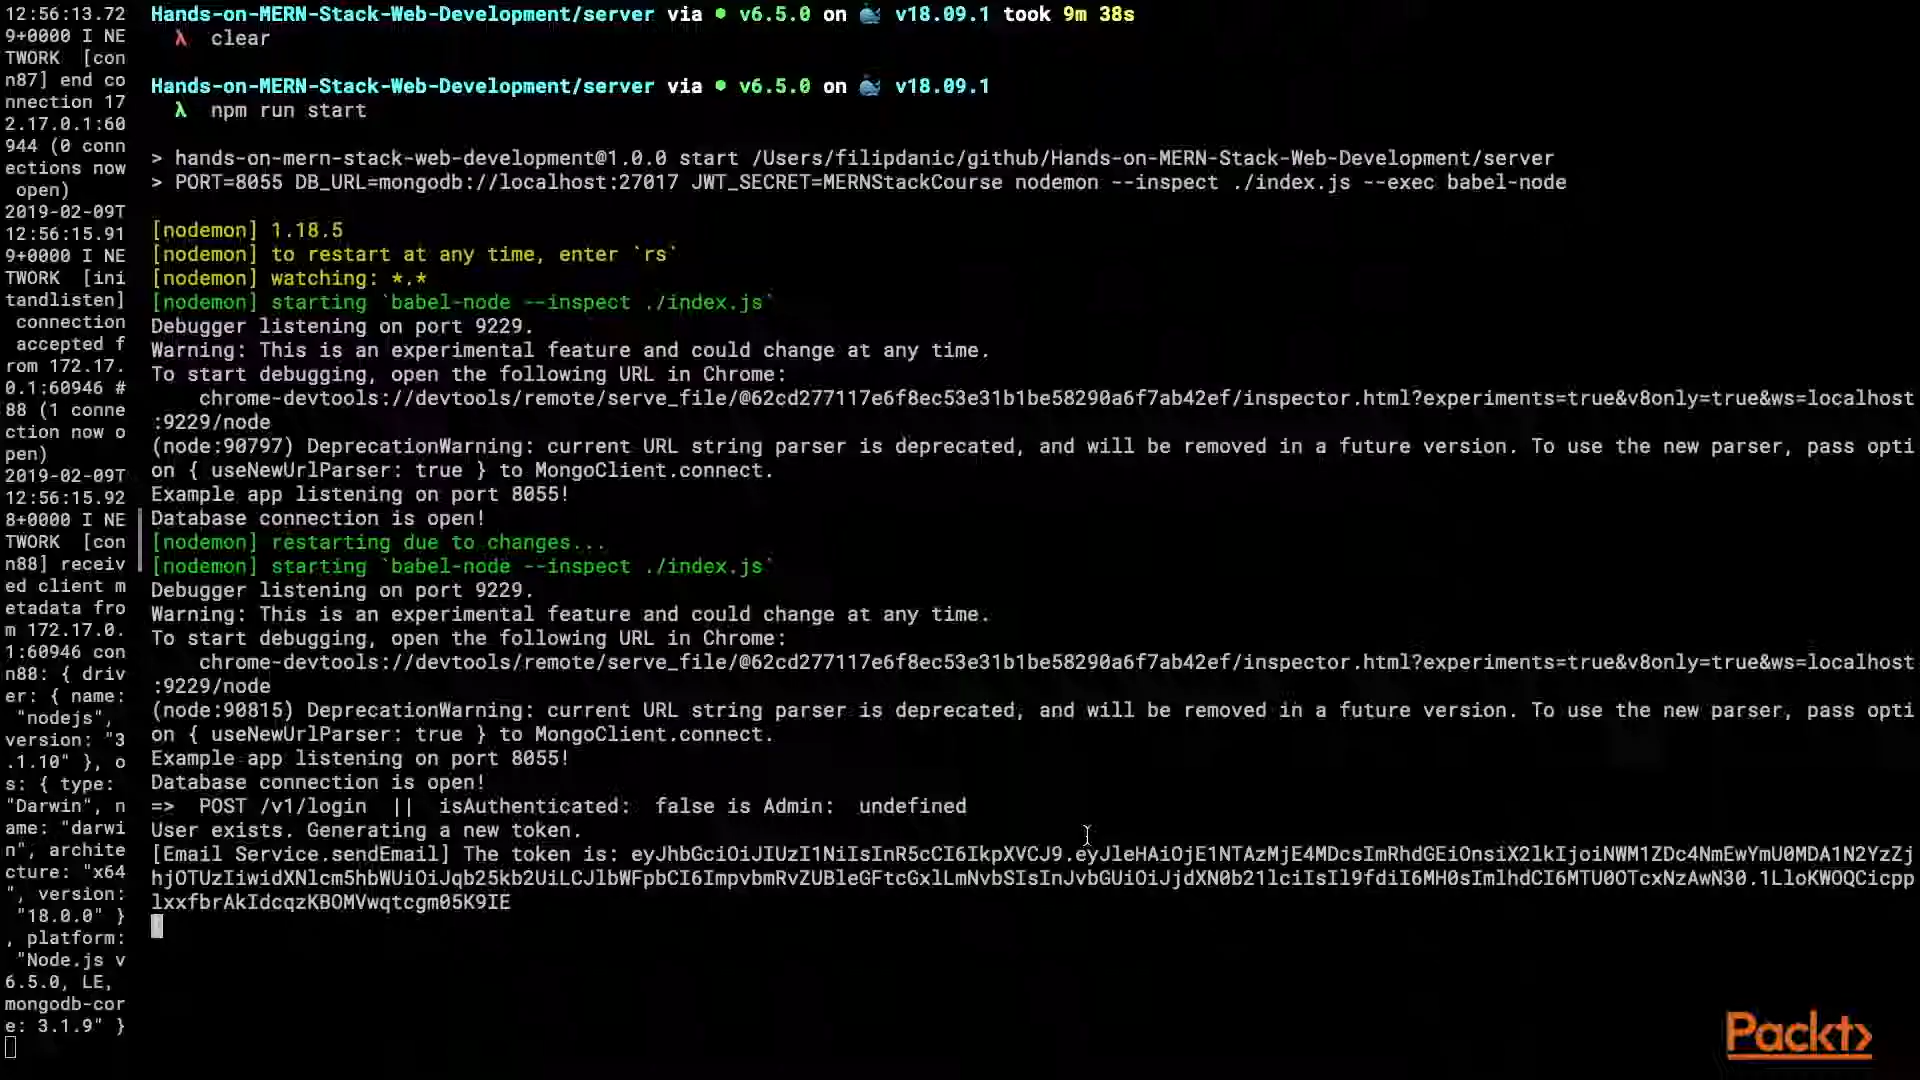 12:56:13.72
9+0000 I NE
TWORK  [con
n87] end co
nnection 17
2.17.0.1:60
944 (0 conn
ections now
 open)
2019-02-09T
12:56:15.91
9+0000 I NE
TWORK  [ini
tandlisten]
 connection
 accepted f
rom 172.17.
0.1:60946 #
88 (1 conne
ction now o
pen)
2019-02-09T
12:56:15.92
8+0000 I NE
TWORK  [con
n88] receiv
ed client m
etadata fro
m 172.17.0.
1:60946 con
n88: { driv
er: { name:
 "nodejs",
version: "3
.1.10" }, o
s: { type:
"Darwin", n
ame: "darwi
n", archite
cture: "x64
", version:
 "18.0.0" }
, platform:
 "Node.js v
6.5.0, LE,
mongodb-cor
e: 3.1.9" }
Hands-on-MERN-Stack-Web-Development/server via ⬢ v6.5.0 on 🐳 v18.09.1 took 9m 38s
λ clear
Hands-on-MERN-Stack-Web-Development/server via ⬢ v6.5.0 on 🐳 v18.09.1
λ npm run start
> hands-on-mern-stack-web-development@1.0.0 start /Users/filipdanic/github/Hands-on-MERN-Stack-Web-Development/server
> PORT=8055 DB_URL=mongodb://localhost:27017 JWT_SECRET=MERNStackCourse nodemon --inspect ./index.js --exec babel-node
[nodemon] 1.18.5
[nodemon] to restart at any time, enter `rs`
[nodemon] watching: *.*
[nodemon] starting `babel-node --inspect ./index.js`
Debugger listening on port 9229.
Warning: This is an experimental feature and could change at any time.
To start debugging, open the following URL in Chrome:
    chrome-devtools://devtools/remote/serve_file/@62cd277117e6f8ec53e31b1be58290a6f7ab42ef/inspector.html?experiments=true&v8only=true&ws=localhost
:9229/node
(node:90797) DeprecationWarning: current URL string parser is deprecated, and will be removed in a future version. To use the new parser, pass opti
on { useNewUrlParser: true } to MongoClient.connect.
Example app listening on port 8055!
Database connection is open!
[nodemon] restarting due to changes...
[nodemon] starting `babel-node --inspect ./index.js`
Debugger listening on port 9229.
Warning: This is an experimental feature and could change at any time.
To start debugging, open the following URL in Chrome:
    chrome-devtools://devtools/remote/serve_file/@62cd277117e6f8ec53e31b1be58290a6f7ab42ef/inspector.html?experiments=true&v8only=true&ws=localhost
:9229/node
(node:90815) DeprecationWarning: current URL string parser is deprecated, and will be removed in a future version. To use the new parser, pass opti
on { useNewUrlParser: true } to MongoClient.connect.
Example app listening on port 8055!
Database connection is open!
=>  POST /v1/login  ||  isAuthenticated:  false is Admin:  undefined
User exists. Generating a new token.
[Email Service.sendEmail] The token is: eyJhbGciOiJIUzI1NiIsInR5cCI6IkpXVCJ9.eyJleHAiOjE1NTAzMjE4MDcsImRhdGEiOnsiX2lkIjoiNWM1ZDc4NmEwYmU0MDA1N2YzZj
hjOTUzIiwidXNlcm5hbWUiOiJqb25kb2UiLCJlbWFpbCI6ImpvbmRvZUBleGFtcGxlLmNvbSIsInJvbGUiOiJjdXN0b21lciIsIl9fdiI6MH0sImlhdCI6MTU0OTcxNzAwN30.1LloKWOQCicpp
lxxfbrAkIdcqzKBOMVwqtcgm05K9IE
Packt>